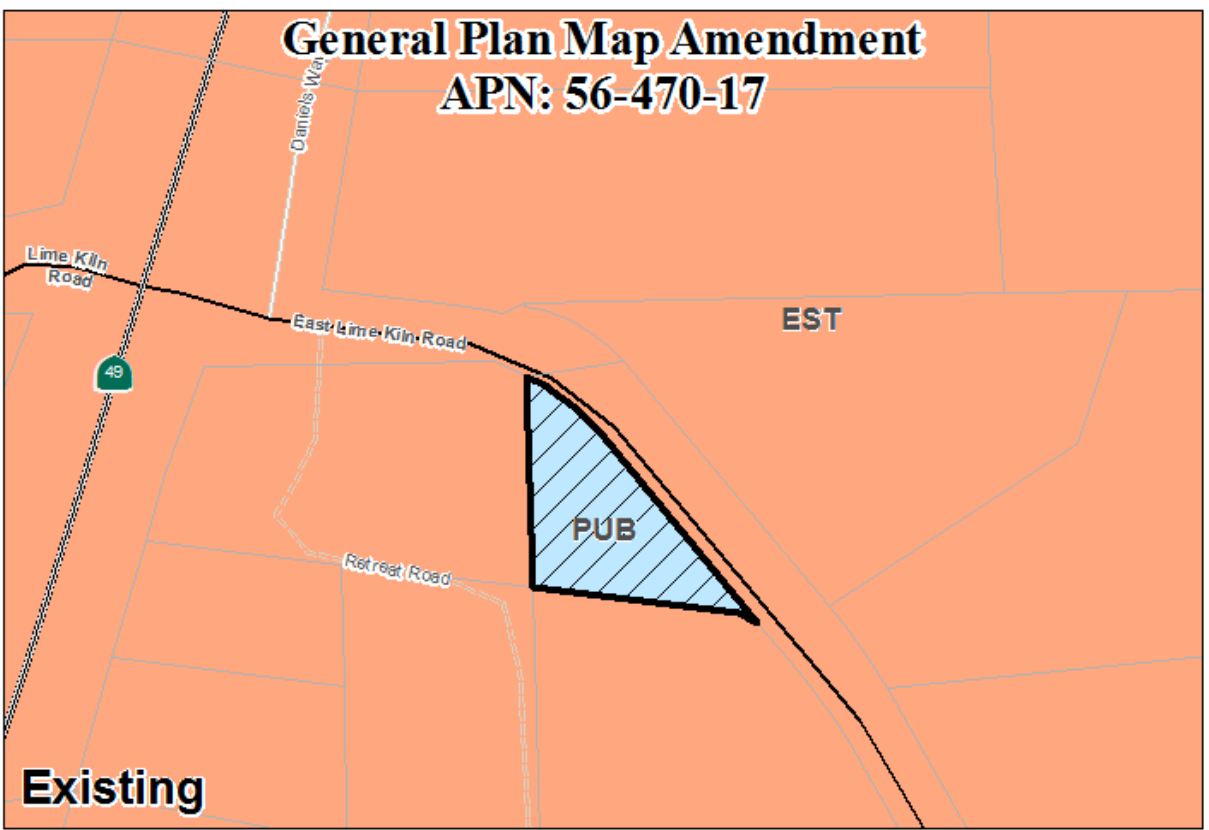 General Plan Map Amendment
APN: 56-470-17
Daniels Way
Lime Kiln
Road
East Lime Kiln Road
EST
49
PUB
Retreat Road
Existing